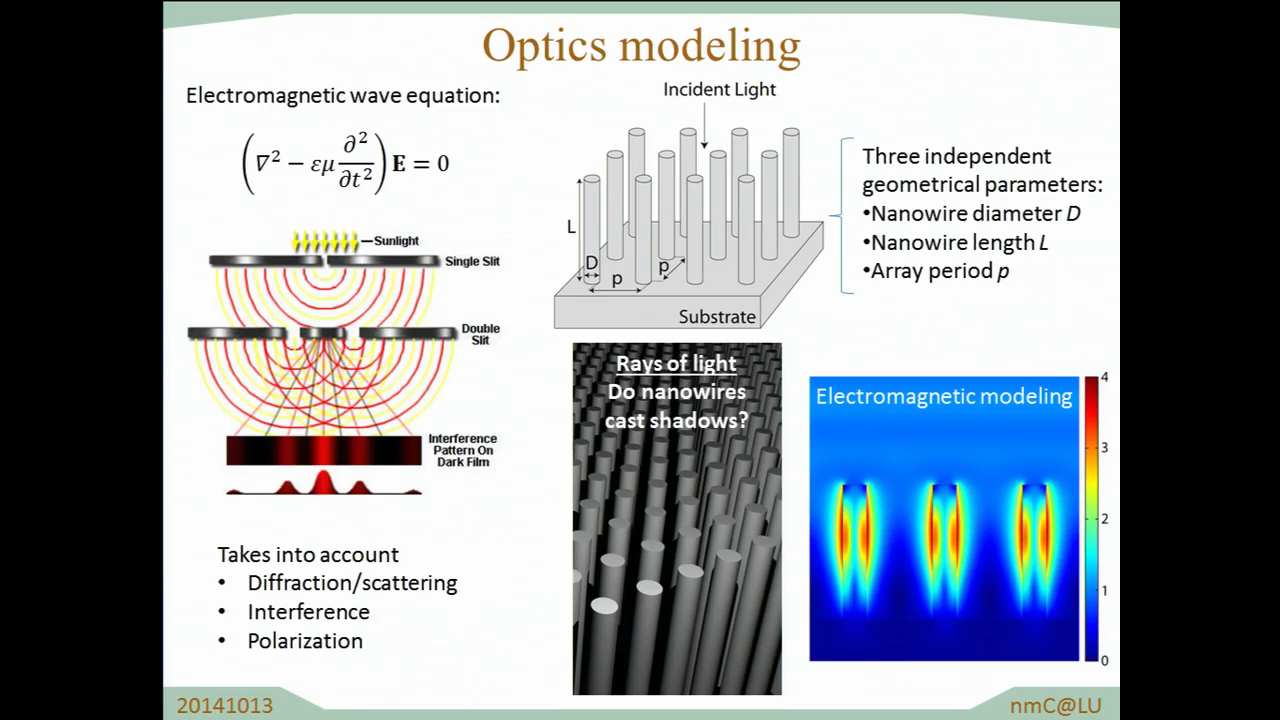 Optics modeling
Electromagnetic wave equation:
(∇² − εμ ∂²/∂t²) E = 0
Sunlight
Single Slit
Double
Slit
Interference
Pattern On
Dark Film
Takes into account
• Diffraction/scattering
• Interference
• Polarization
Incident Light
L
D
p
p
Substrate
Three independent
geometrical parameters:
•Nanowire diameter D
•Nanowire length L
•Array period p
Rays of light
Do nanowires
cast shadows?
Electromagnetic modeling
4
3
2
1
0
20141013
nmC@LU